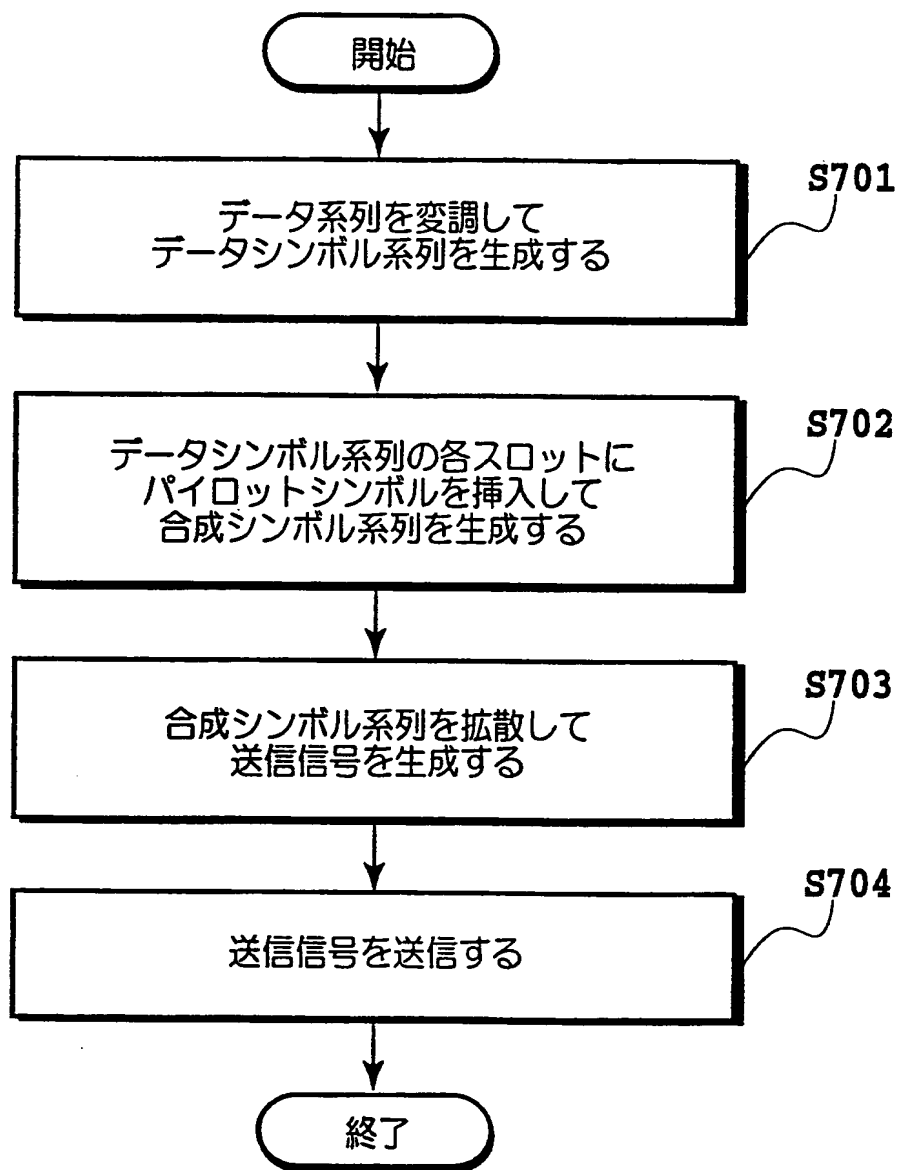 開始
S701
データ系列を変調して
データシンボル系列を生成する
S702
データシンボル系列の各スロットに
パイロットシンボルを挿入して
合成シンボル系列を生成する
S703
合成シンボル系列を拡散して
送信信号を生成する
S704
送信信号を送信する
終了